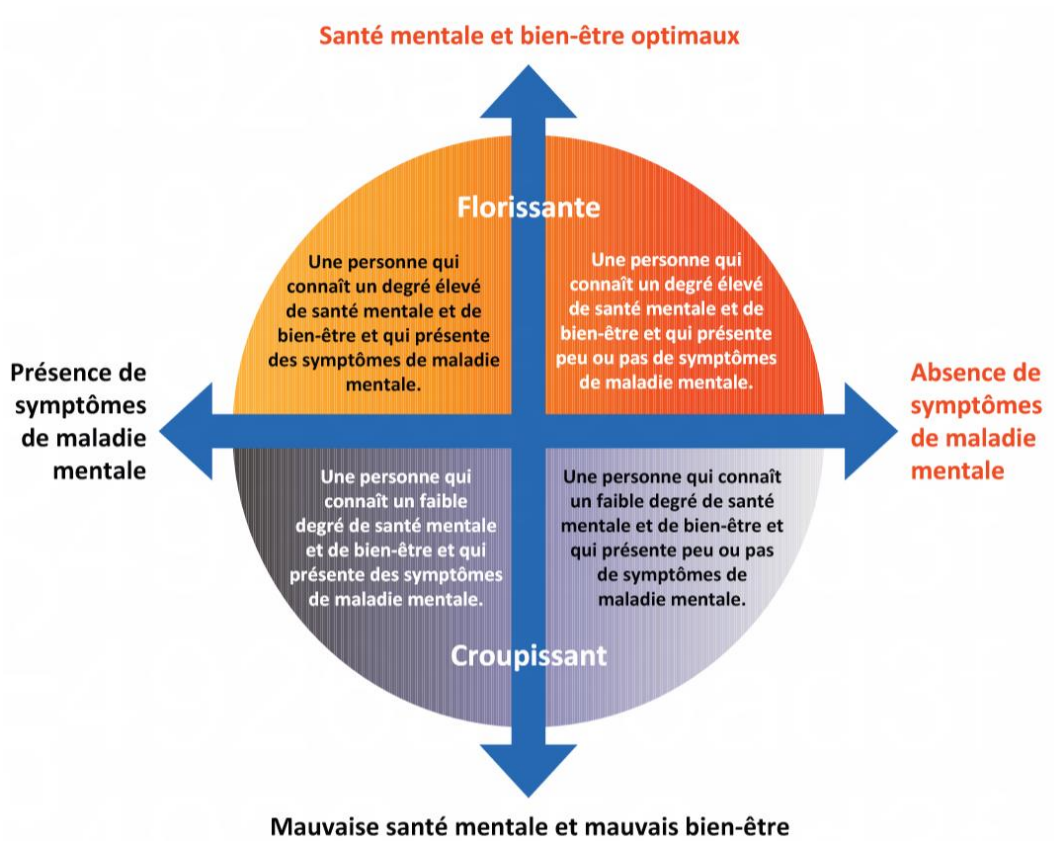 Santé mentale et bien-être optimaux
Florissante
Une personne qui
connaît un degré élevé
de santé mentale et de
bien-être et qui présente
des symptômes de maladie
mentale.
Une personne qui
connaît un degré élevé
de santé mentale et de
bien-être et qui présente
peu ou pas de symptômes
de maladie mentale.
Présence de
symptômes
de maladie
mentale
Absence de
symptômes
de maladie
mentale
Une personne qui
connaît un faible
degré de santé mentale
et de bien-être et qui
présente des symptômes
de maladie mentale.
Une personne qui connaît
un faible degré de santé
mentale et de bien-être et
qui présente peu ou pas
de symptômes de
maladie mentale.
Croupissant
Mauvaise santé mentale et mauvais bien-être